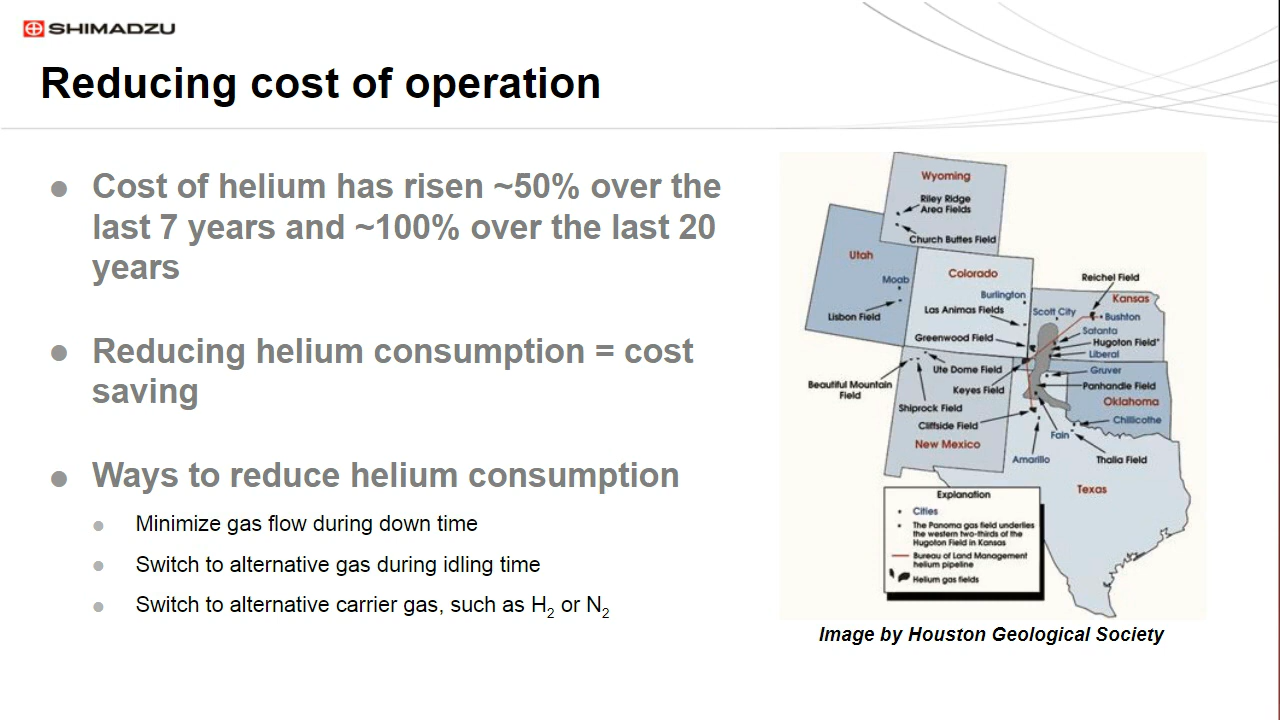 SHIMADZU
Reducing cost of operation
Cost of helium has risen ~50% over the
last 7 years and ~100% over the last 20
years
Reducing helium consumption = cost
saving
Ways to reduce helium consumption
Minimize gas flow during down time
Switch to alternative gas during idling time
Switch to alternative carrier gas, such as H₂ or N₂
Wyoming
Riley Ridge
Area Fields
Church Buttes Field
Utah
Moab
Lisbon Field
Colorado
Burlington
Las Animas Fields
Greenwood Field
Reichel Field
Kansas
Scott City
Bushton
Satanta
Hugoton Field*
Liberal
Gruver
Panhandle Field
Oklahoma
Chillicothe
Ute Dome Field
Keyes Field
Beautiful Mountain
Field
Shiprock Field
Cliffside Field
New Mexico
Fain
Amarillo
Thalia Field
Texas
Explanation
Cities
The Panoma gas field underlies
the western two-thirds of the
Hugoton Field in Kansas
Bureau of Land Management
helium pipeline
Helium gas fields
Image by Houston Geological Society